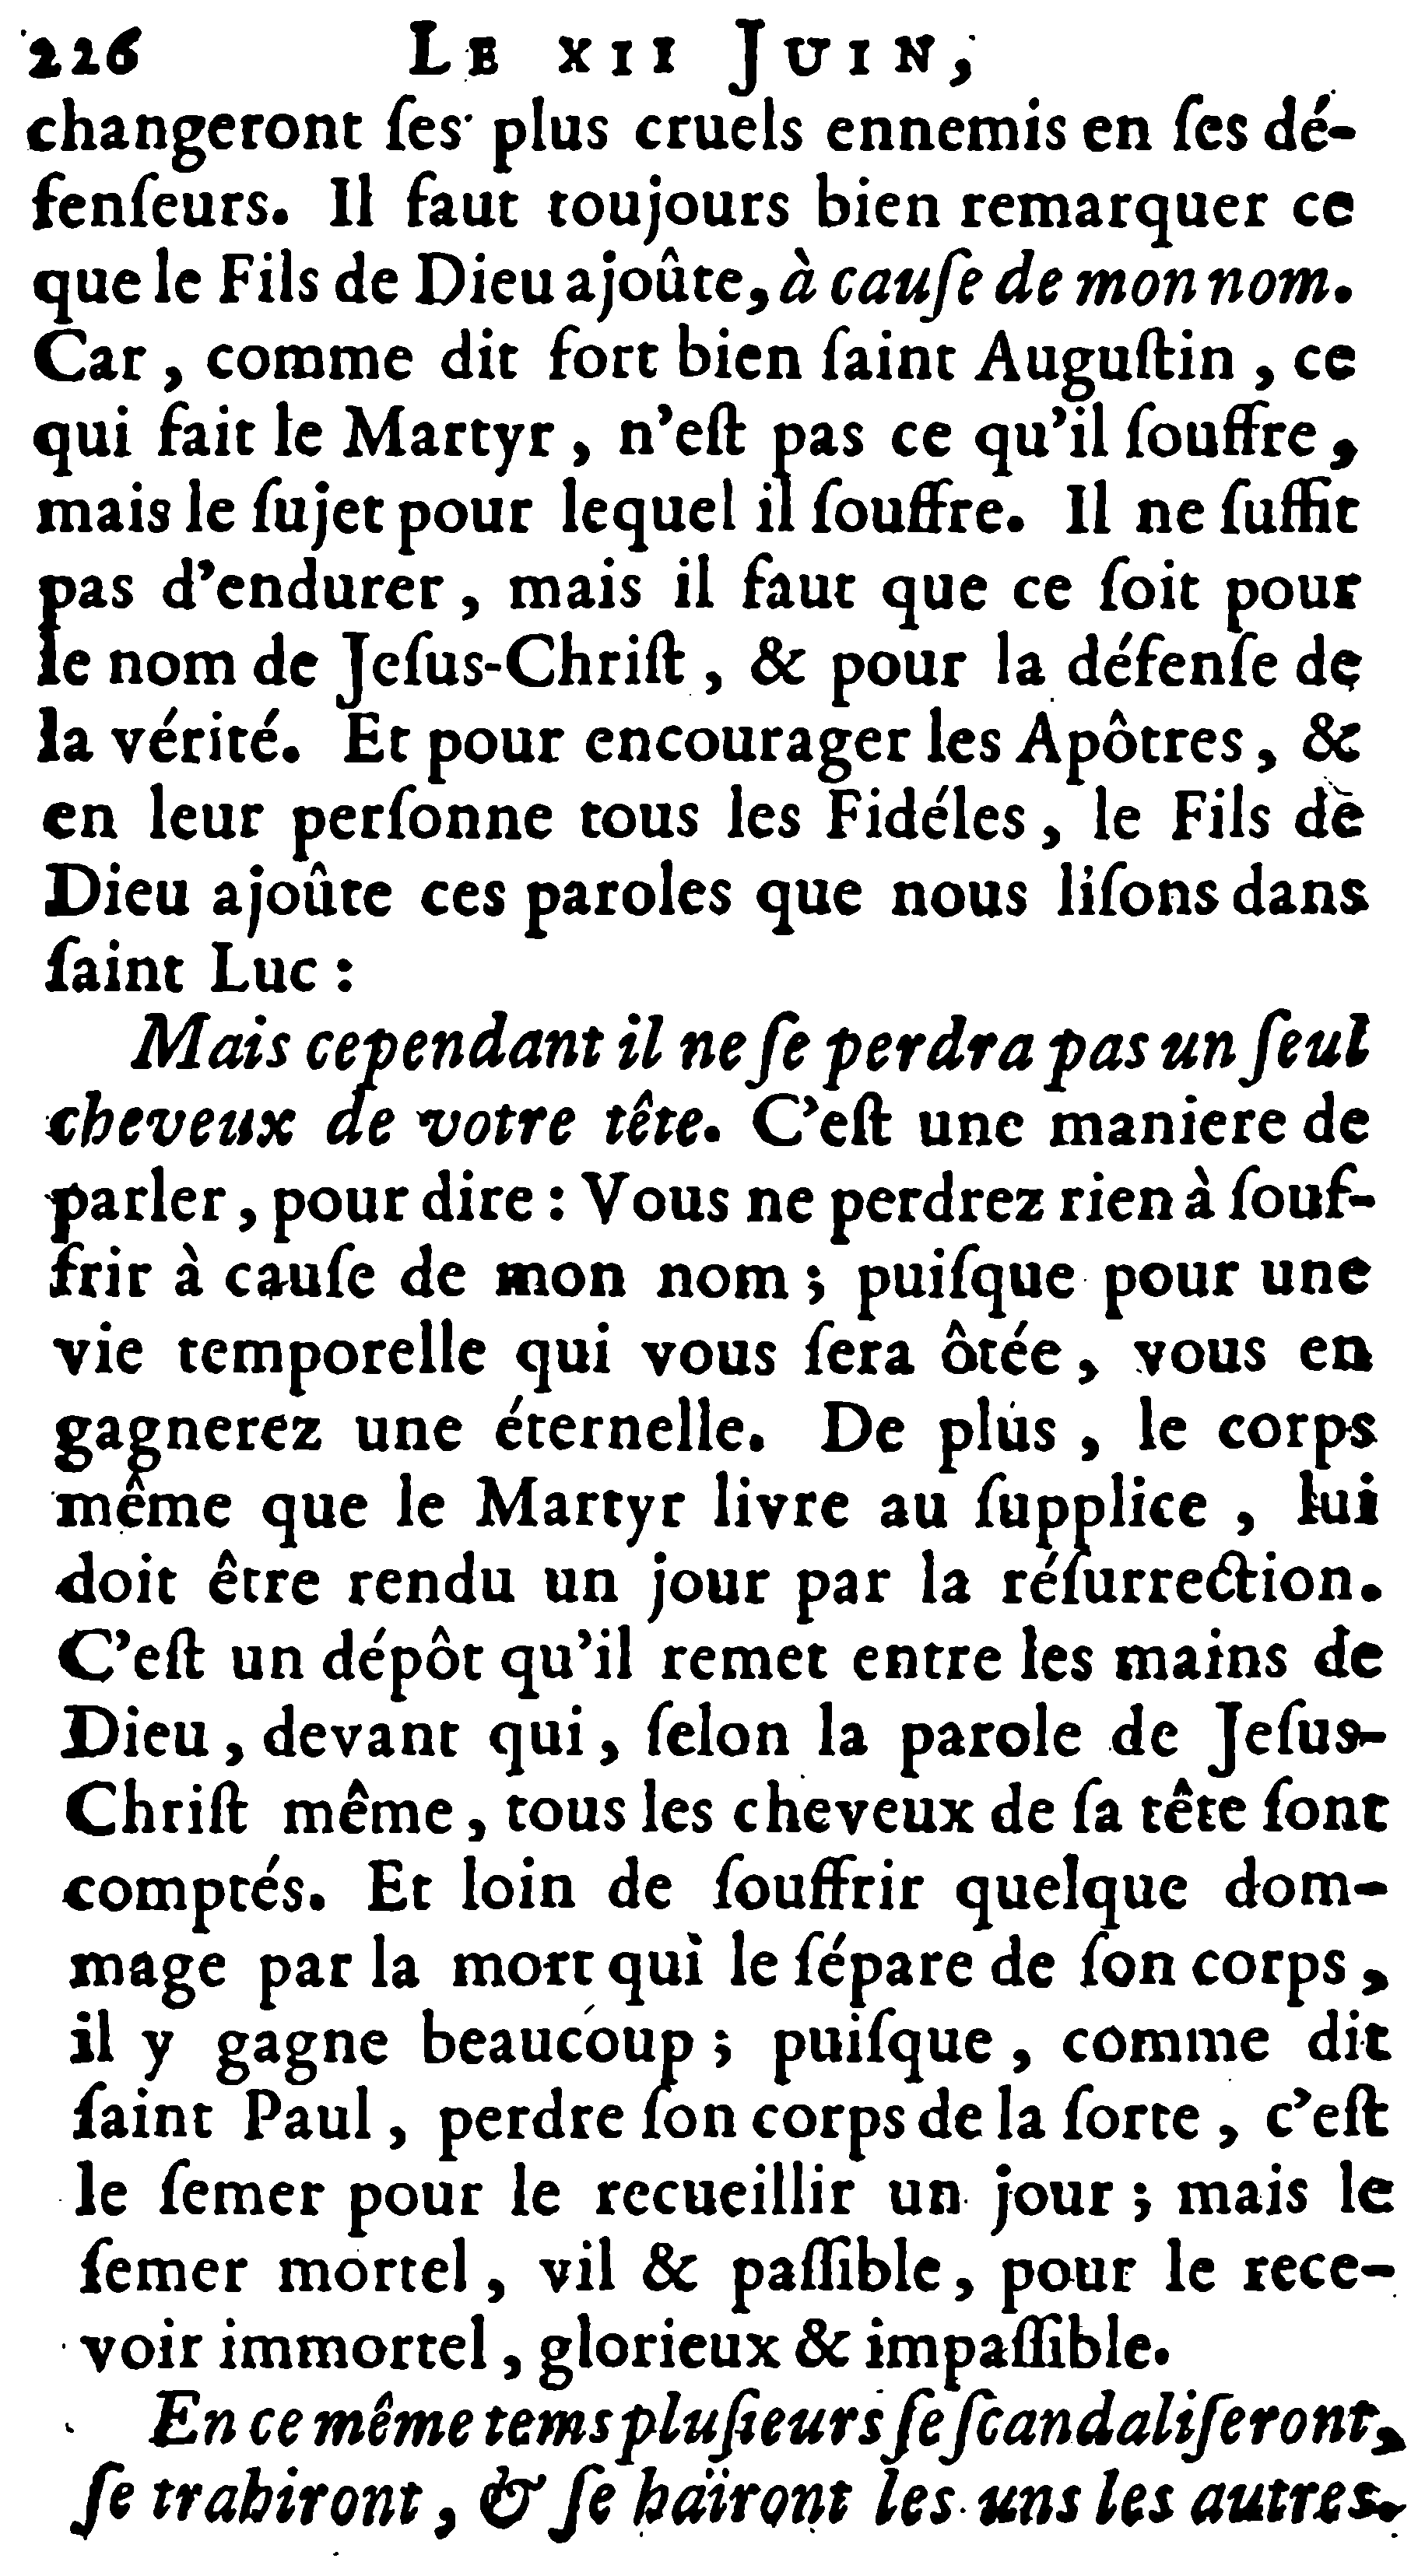 226 LE XII JUIN,
changeront ſes plus cruels ennemis en ſes dé-
fenſeurs. Il faut toujours bien remarquer ce
que le Fils de Dieu ajoûte, à cauſe de mon nom.
Car, comme dit fort bien ſaint Auguſtin, ce
qui fait le Martyr, n'eſt pas ce qu'il ſouffre,
mais le ſujet pour lequel il ſouffre. Il ne ſuffit
pas d'endurer, mais il faut que ce ſoit pour
le nom de Jeſus-Chriſt, & pour la défenſe de
la vérité. Et pour encourager les Apôtres, &
en leur perſonne tous les Fidéles, le Fils de
Dieu ajoûte ces paroles que nous liſons dans
ſaint Luc :
Mais cependant il ne ſe perdra pas un ſeul
cheveux de votre tête. C'eſt une maniere de
parler, pour dire : Vous ne perdrez rien à ſouf-
frir à cauſe de mon nom ; puiſque pour une
vie temporelle qui vous ſera ôtée, vous en
gagnerez une éternelle. De plus, le corps
même que le Martyr livre au ſupplice, lui
doit être rendu un jour par la réſurrection.
C'eſt un dépôt qu'il remet entre les mains de
Dieu, devant qui, ſelon la parole de Jeſus-
Chriſt même, tous les cheveux de ſa tête ſont
comptés. Et loin de ſouffrir quelque dom-
mage par la mort qui le ſépare de ſon corps,
il y gagne beaucoup ; puiſque, comme dit
ſaint Paul, perdre ſon corps de la ſorte, c'eſt
le ſemer pour le recueillir un jour ; mais le
ſemer mortel, vil & paſſible, pour le rece-
voir immortel, glorieux & impaſſible.
En ce même tems pluſieurs ſe ſcandaliſeront,
ſe trahiront, & ſe haïront les uns les autres.